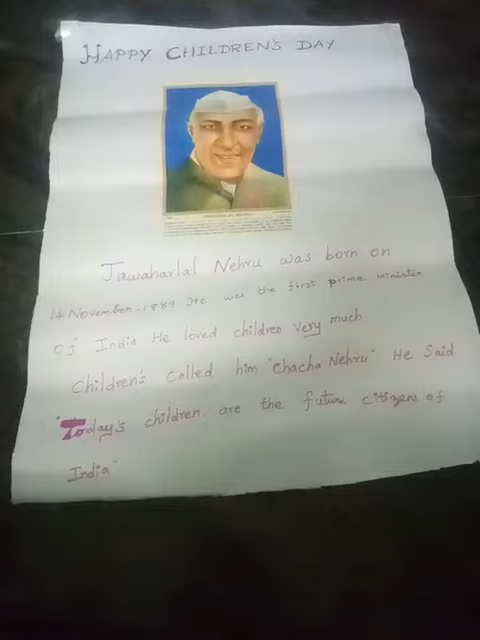 HAPPY CHILDREN'S DAY
Jawaharlal Nehru was born on
14 November-1889 He was the first prime minister
of India He loved children very much
Children's called him "Chacha Nehru" He Said
"Today's children are the future citizens of
India"